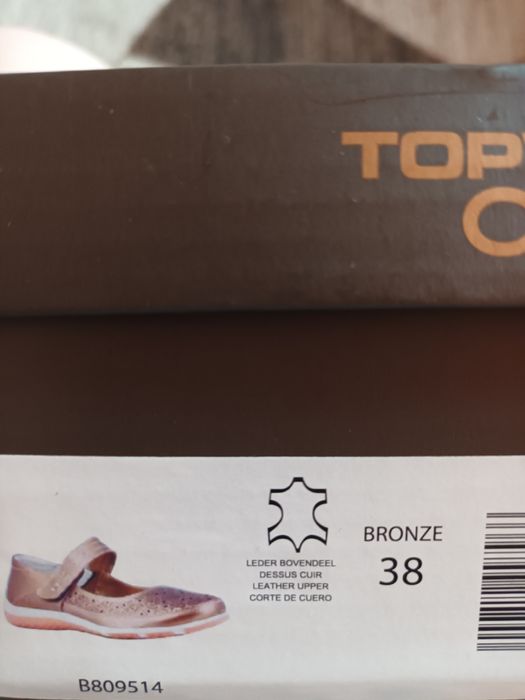 TOP
BRONZE
38
LEDER BOVENDEEL
DESSUS CUIR
LEATHER UPPER
CORTE DE CUERO
B809514